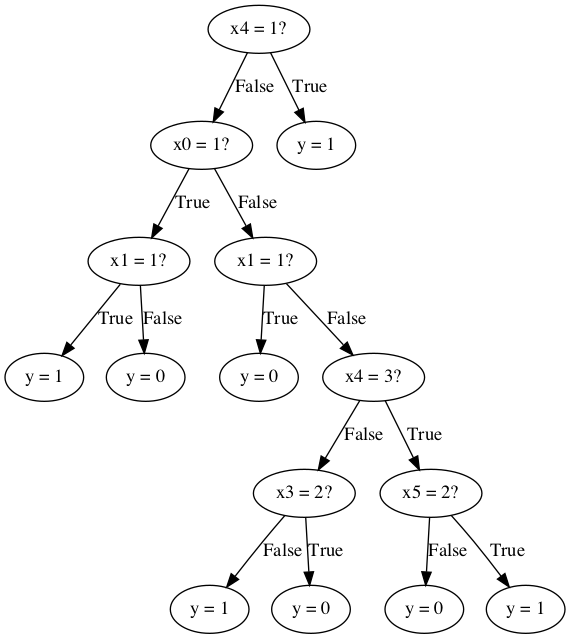 x4 = 1?
False
True
x0 = 1?
y = 1
True
False
x1 = 1?
x1 = 1?
True
False
True
False
y = 1
y = 0
y = 0
x4 = 3?
False
True
x3 = 2?
x5 = 2?
False
True
False
True
y = 1
y = 0
y = 0
y = 1